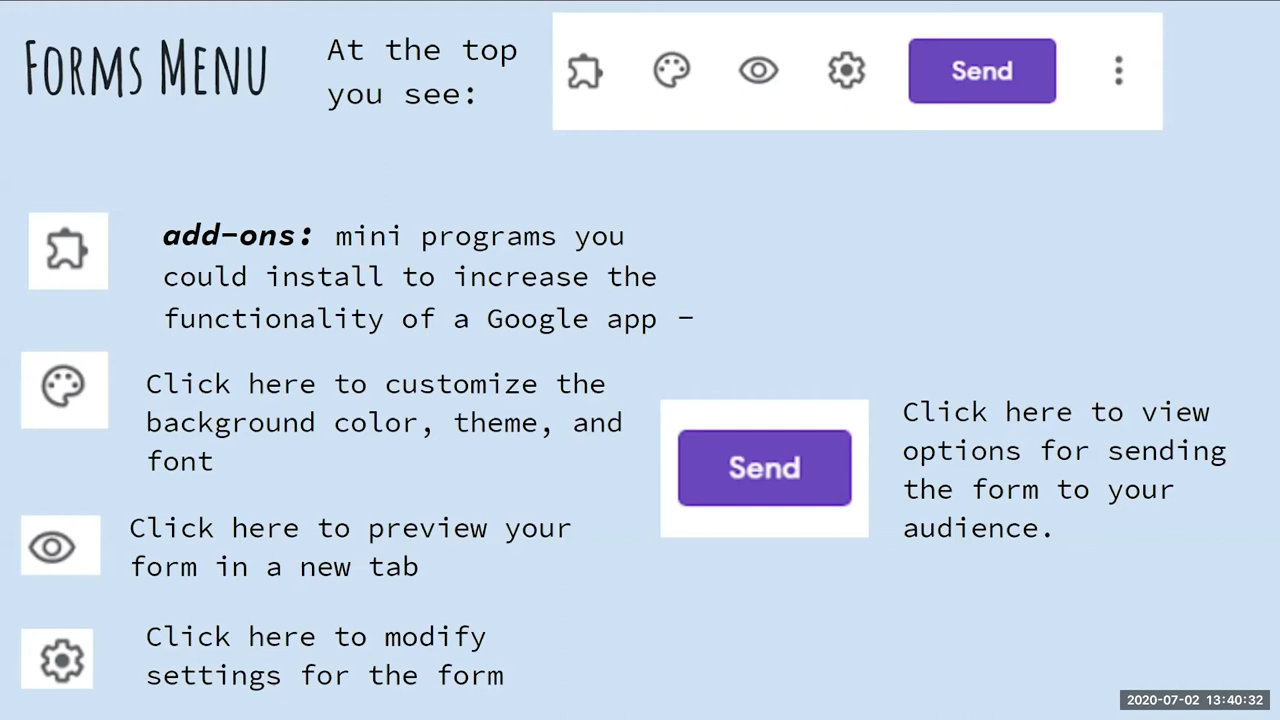 Forms Menu
At the top
you see:
Send
add-ons: mini programs you
could install to increase the
functionality of a Google app -
Click here to customize the
background color, theme, and
font
Click here to preview your
form in a new tab
Click here to modify
settings for the form
Send
Click here to view
options for sending
the form to your
audience.
2020-07-02 13:40:32